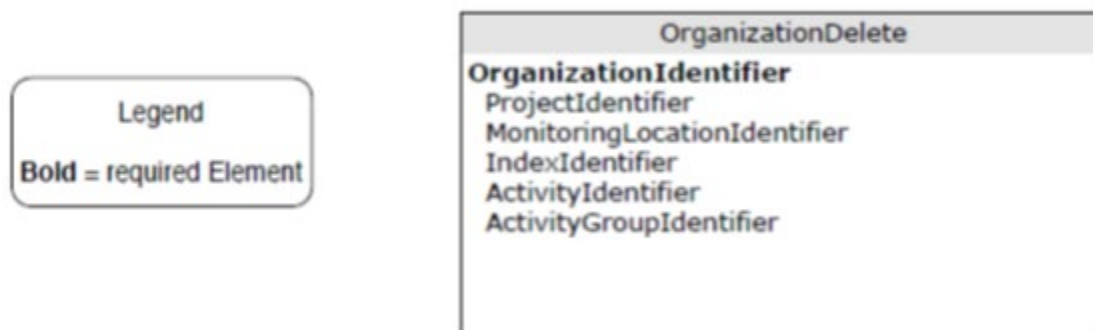 Legend
Bold = required Element
OrganizationDelete
OrganizationIdentifier
ProjectIdentifier
MonitoringLocationIdentifier
IndexIdentifier
ActivityIdentifier
ActivityGroupIdentifier